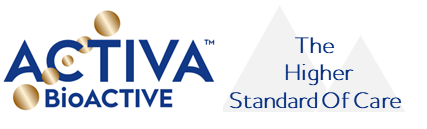 ACTIVA™
BioACTIVE
The
Higher
Standard Of Care